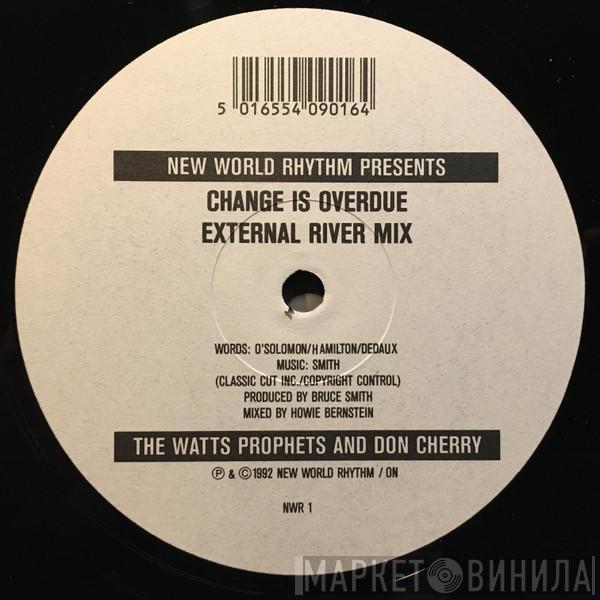 5 016554 090164
NEW WORLD RHYTHM PRESENTS
CHANGE IS OVERDUE
EXTERNAL RIVER MIX
WORDS: O'SOLOMON/HAMILTON/DEDAUX
MUSIC: SMITH
(CLASSIC CUT INC./COPYRIGHT CONTROL)
PRODUCED BY BRUCE SMITH
MIXED BY HOWIE BERNSTEIN
THE WATTS PROPHETS AND DON CHERRY
℗ & © 1992 NEW WORLD RHYTHM / ON
NWR 1
МАРКЕТ ВИНИЛА